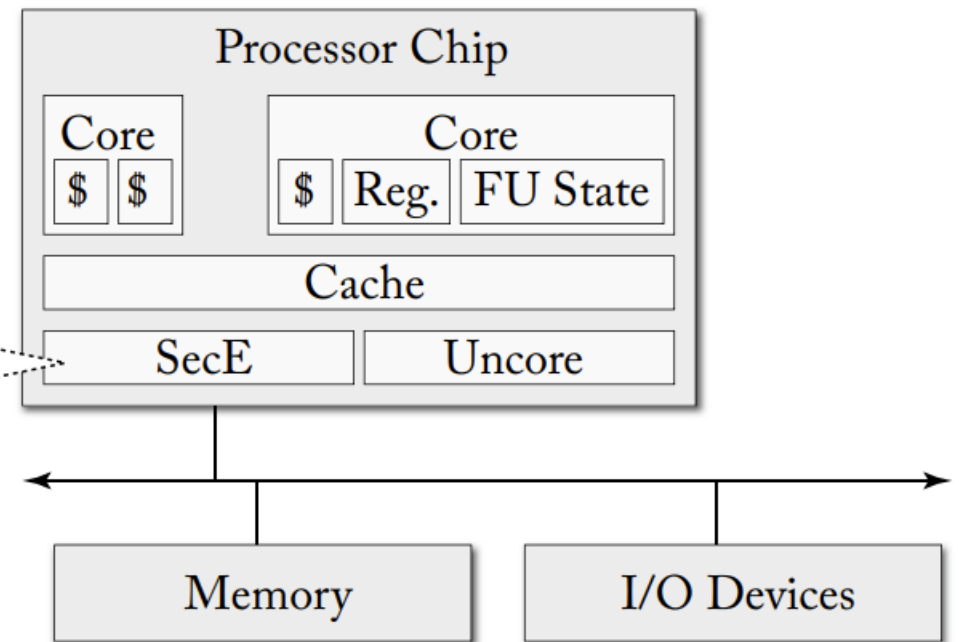 Processor Chip
Core
Core
$ $
$ Reg. FU State
Cache
SecE Uncore
Memory I/O Devices